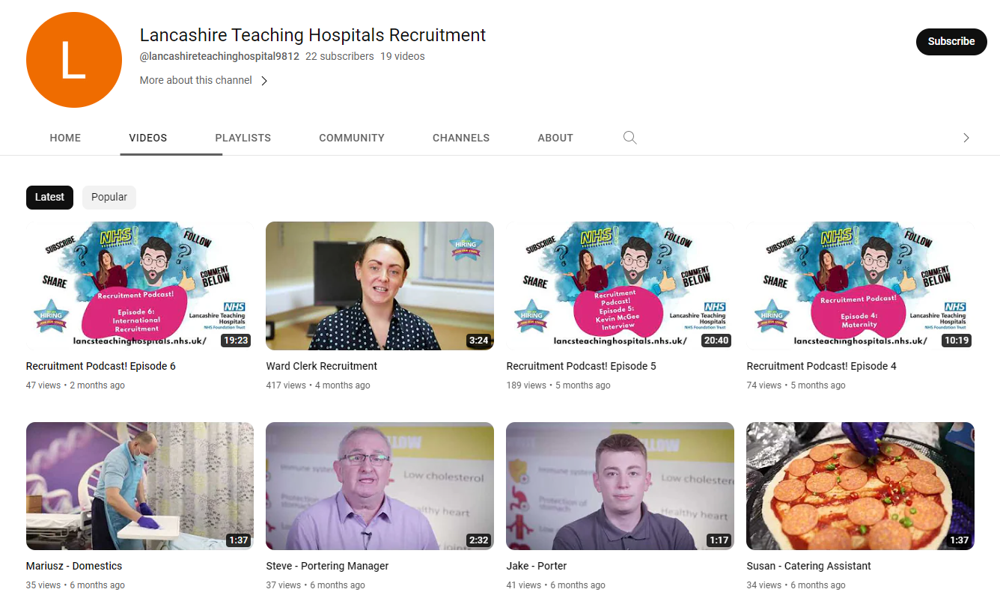 L
Lancashire Teaching Hospitals Recruitment
@lancashireteachinghospital9812 22 subscribers 19 videos
More about this channel
Subscribe
HOME VIDEOS PLAYLISTS COMMUNITY CHANNELS ABOUT
Latest Popular
SUBSCRIBE
NHS
FOLLOW
SHARE
COMMENT
BELOW
Recruitment Podcast!
Episode 6:
International
Recruitment
HIRING
NHS
Lancashire Teaching
Hospitals
NHS Foundation Trust
lancsteachinghospitals.nhs.uk/
19:23
HIRING
3:24
SUBSCRIBE
NHS
FOLLOW
SHARE
COMMENT
BELOW
Recruitment
Podcast!
Episode 5:
Kevin McGee
Interview
HIRING
NHS
Lancashire Teaching
Hospitals
NHS Foundation Trust
lancsteachinghospitals.nhs.uk/
20:40
SUBSCRIBE
NHS
FOLLOW
SHARE
COMMENT
BELOW
Recruitment Podcast!
Episode 4:
Maternity
HIRING
NHS
Lancashire Teaching
Hospitals
NHS Foundation Trust
lancsteachinghospitals.nhs.uk/
10:19
Recruitment Podcast! Episode 6
47 views • 2 months ago
Ward Clerk Recruitment
417 views • 4 months ago
Recruitment Podcast! Episode 5
189 views • 5 months ago
Recruitment Podcast! Episode 4
74 views • 5 months ago
1:37
Immune system
Low cholesterol
Protection of
stomach
Healthy heart
2:32
Immune system
Low cholesterol
Protection of
stomach
Healthy heart
1:17
1:37
Mariusz - Domestics
35 views • 6 months ago
Steve - Portering Manager
37 views • 6 months ago
Jake - Porter
41 views • 6 months ago
Susan - Catering Assistant
34 views • 6 months ago